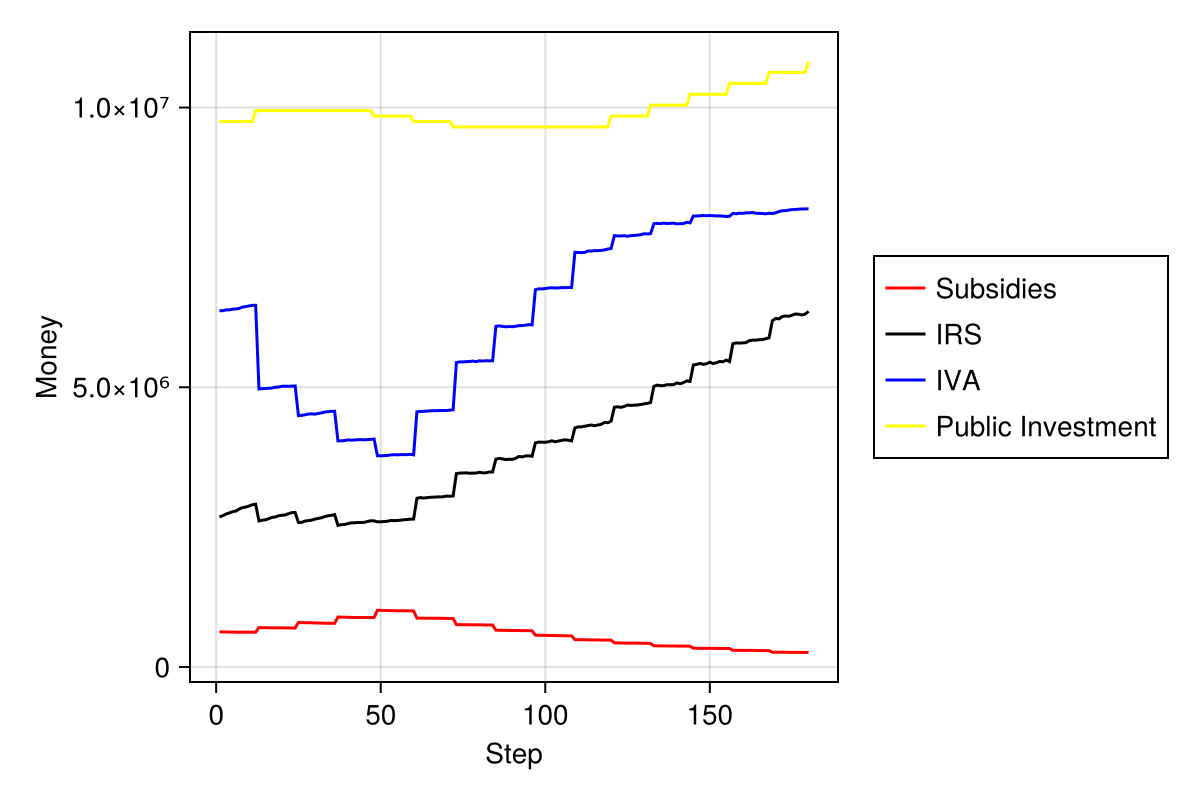 1.0×10⁷
5.0×10⁶
0
Money
0 50 100 150
Step
Subsidies
IRS
IVA
Public Investment